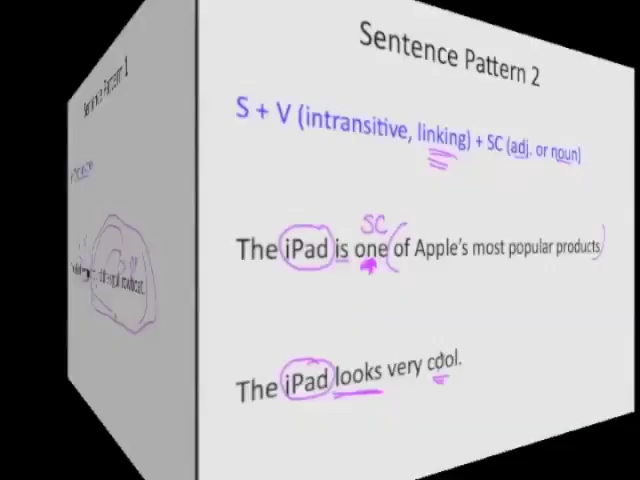 Sentence Pattern 1
Sentence Pattern 2
S + V (intransitive, linking) + SC (adj. or noun)
SC
The iPad is one of Apple's most popular products
The iPad looks very cool.